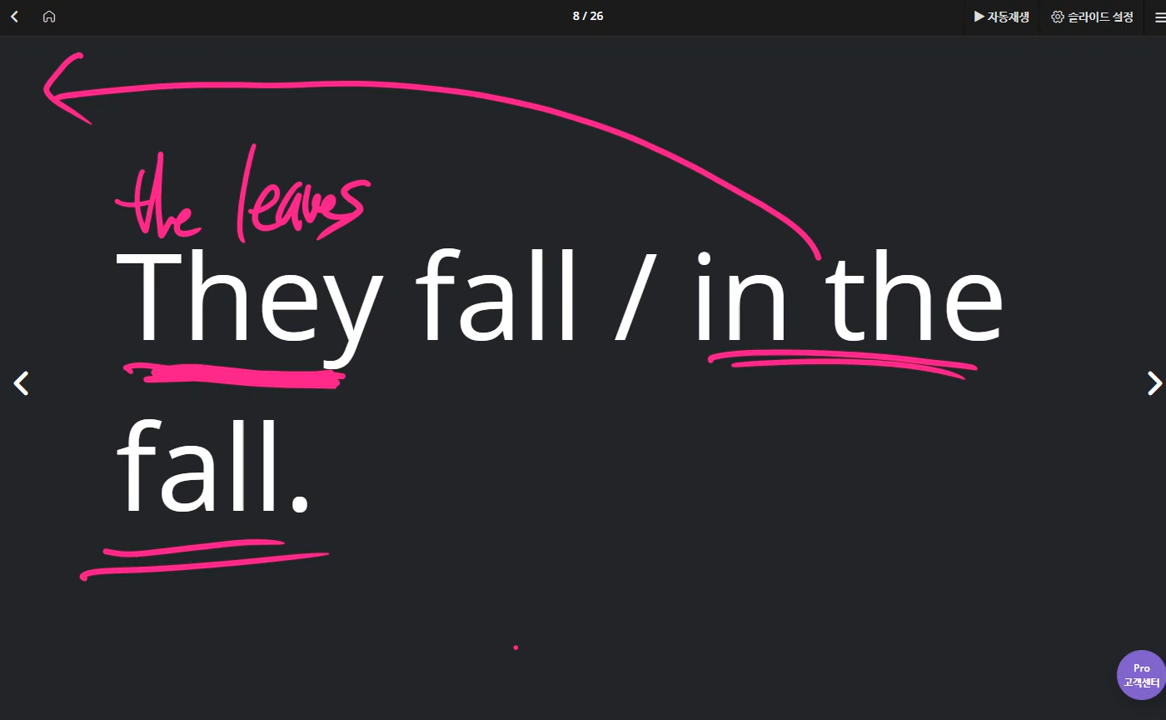 8 / 26
▶ 자동재생
슬라이드 설정
the leaves
They fall / in the
fall.
Pro
고객센터